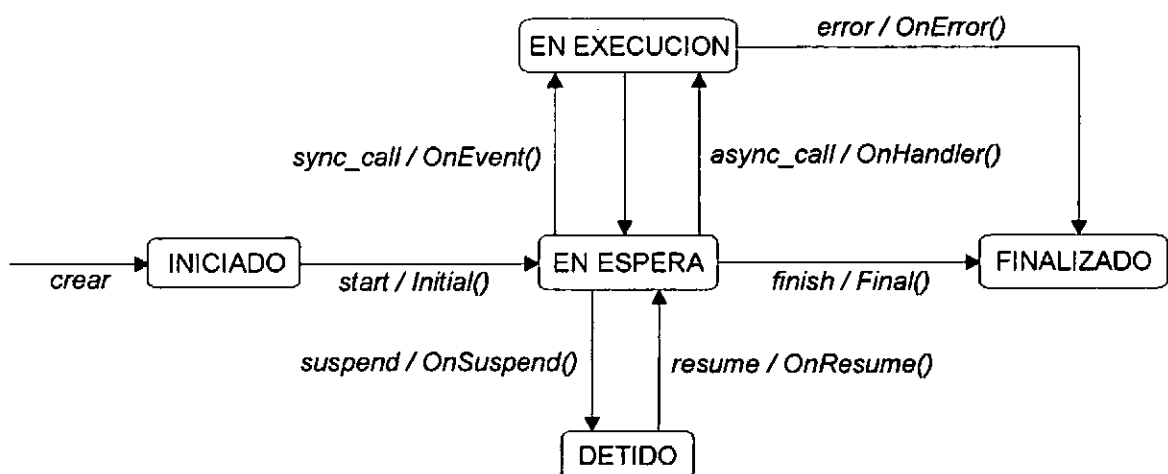 EN EXECUCION
error / OnError()
sync_call / OnEvent()
async_call / OnHandler()
INICIADO
EN ESPERA
FINALIZADO
crear
start / Initial()
finish / Final()
suspend / OnSuspend()
resume / OnResume()
DETIDO